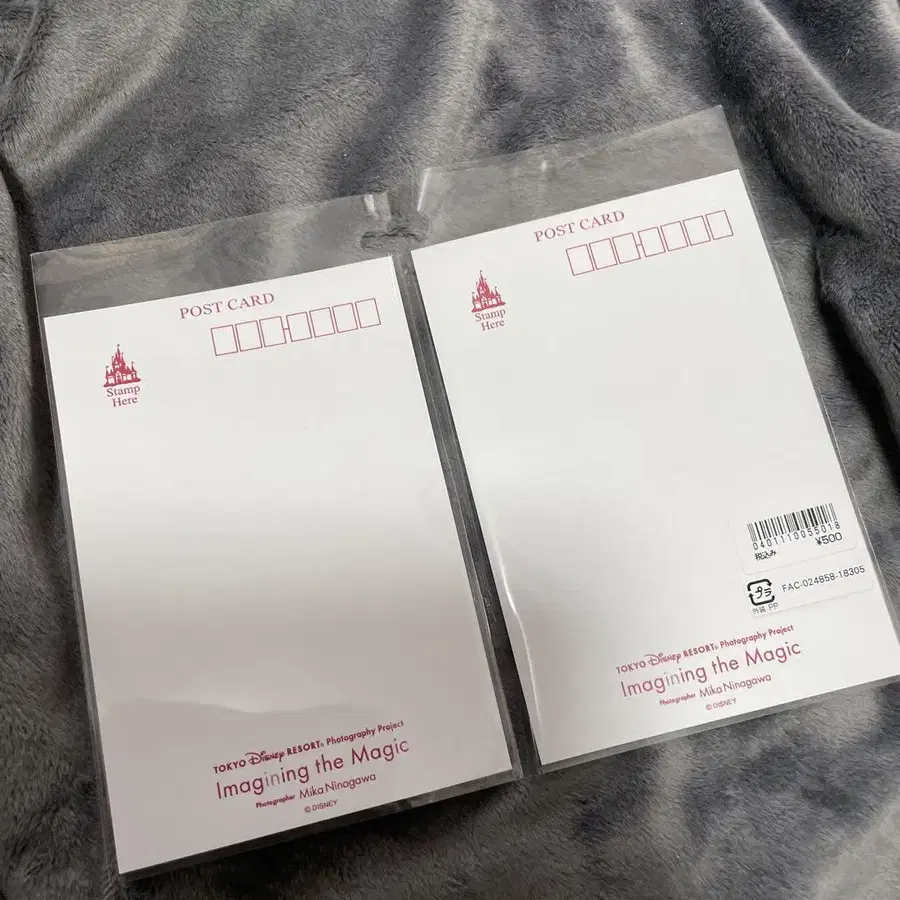 POST CARD
Stamp
Here
TOKYO Disney RESORT® Photography Project
Imagining the Magic
Photographer Mika Ninagawa
© DISNEY
POST CARD
Stamp
Here
0401110055018
税込み ¥500
プラ
外装:PP
FAC-024858-18305
TOKYO Disney RESORT® Photography Project
Imagining the Magic
Photographer Mika Ninagawa
© DISNEY